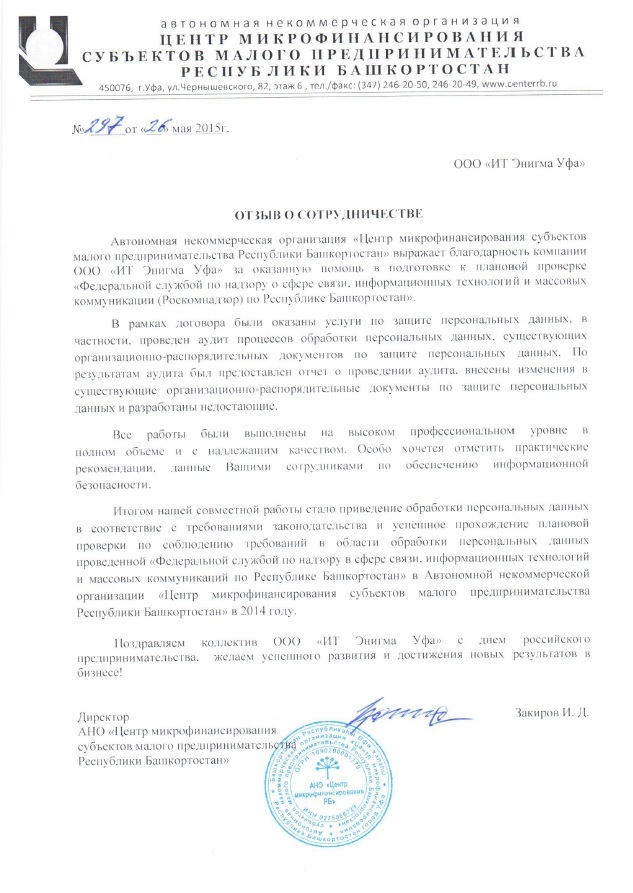 автономная некоммерческая организация
ЦЕНТР МИКРОФИНАНСИРОВАНИЯ
СУБЪЕКТОВ МАЛОГО ПРЕДПРИНИМАТЕЛЬСТВА
РЕСПУБЛИКИ БАШКОРТОСТАН
450076, г.Уфа, ул.Чернышевского, 82, этаж 6 , тел./факс: (347) 246-20-50, 246-20-49, www.centerrb.ru
№297 от «26» мая 2015г.
ООО «ИТ Энигма Уфа»
ОТЗЫВ О СОТРУДНИЧЕСТВЕ
Автономная некоммерческая организация «Центр микрофинансирования субъектов
малого предпринимательства Республики Башкортостан» выражает благодарность компании
ООО «ИТ Энигма Уфа» за оказанную помощь в подготовке к плановой проверке
«Федеральной службой по надзору о сфере связи, информационных технологий и массовых
коммуникации (Роскомнадзор) по Республике Башкортостан».
В рамках договора были оказаны услуги по защите персональных данных, в
частности, проведен аудит процессов обработки персональных данных, существующих
организационно-распорядительных документов по защите персональных данных. По
результатам аудита был предоставлен отчет о проведении аудита, внесены изменения в
существующие организационно-распорядительные документы по защите персональных
данных и разработаны недостающие.
Все работы были выполнены на высоком профессиональном уровне в
полном объеме и с надлежащим качеством. Особо хочется отметить практические
рекомендации, данные Вашими сотрудниками по обеспечению информационной
безопасности.
Итогом нашей совместной работы стало приведение обработки персональных данных
в соответствие с требованиями законодательства и успешное прохождение плановой
проверки по соблюдению требований в области обработки персональных данных
проведенной «Федеральной службой по надзору в сфере связи, информационных технологий
и массовых коммуникаций по Республике Башкортостан» в Автономной некоммерческой
организации «Центр микрофинансирования субъектов малого предпринимательства
Республики Башкортостан» в 2014 году.
Поздравляем коллектив ООО «ИТ Энигма Уфа» с днем российского
предпринимательства, желаем успешного развития и достижения новых результатов в
бизнесе!
Директор
Закиров И. Д.
АНО «Центр микрофинансирования
субъектов малого предпринимательства
Республики Башкортостан»
АНО «Центр
микрофинансирования
РБ»